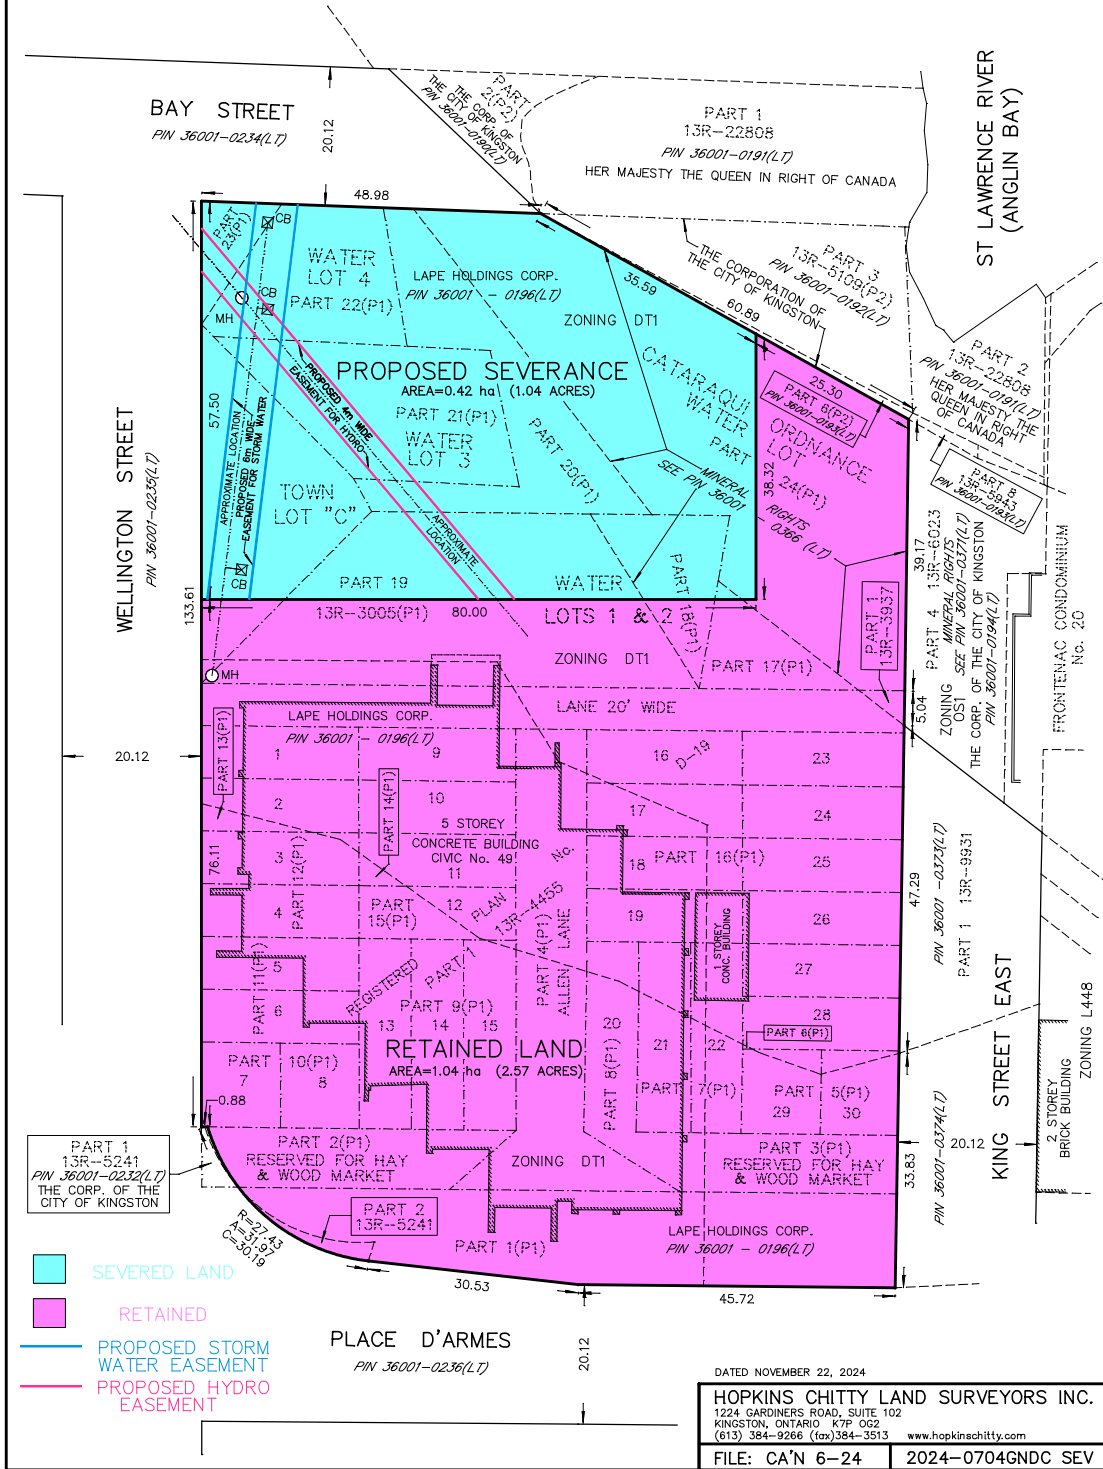 BAY STREET
PIN 36001-0234(LT)
20.12
PART
2(P2)
THE CORP. OF
THE CITY OF KINGSTON
PIN 36001-0190(LT)
PART 1
13R-22808
PIN 36001-0191(LT)
HER MAJESTY THE QUEEN IN RIGHT OF CANADA
ST LAWRENCE RIVER
(ANGLIN BAY)
48.98
PART
23(P1)
CB
WATER
LOT 4
PART 22(P1)
LAPE HOLDINGS CORP.
PIN 36001 - 0196(LT)
ZONING DT1
35.59
60.89
THE CORPORATION OF
THE CITY OF KINGSTON
PART 3
13R-5109(P2)
PIN 36001-0192(LT)
CB
MH
PROPOSED SEVERANCE
AREA=0.42 ha (1.04 ACRES)
PROPOSED 4m WIDE
EASEMENT FOR HYDRO
PART 21(P1)
WATER
LOT 3
PART 20(P1)
CATARAQUI
WATER
PART
MINERAL
SEE PIN 36001
25.30
PART 6(P2)
PIN 36001-0193(LT)
ORDNANCE
LOT
24(P1)
RIGHTS
0366 (LT)
38.32
PART 2
13R-22808
PIN 36001-0191(LT)
HER MAJESTY THE
QUEEN IN RIGHT
OF CANADA
PART 8
13R-5943
PIN 36001-0193(LT)
WELLINGTON STREET
PIN 36001-0235(LT)
57.50
APPROXIMATE LOCATION
PROPOSED 6m WIDE
EASEMENT FOR STORM WATER
TOWN
LOT "C"
APPROXIMATE
LOCATION
CB
PART 19
WATER
PART 18(P1)
133.61
13R-3005(P1)
80.00
LOTS 1 & 2
ZONING DT1
PART 17(P1)
PART 1
13R-3937
39.17
PART 4 13R-6023
MINERAL RIGHTS
SEE PIN 36001-0371(LT)
THE CORP. OF THE CITY OF KINGSTON
PIN 36001-0194(LT)
ZONING
OS1
5.04
FRONTENAC CONDOMINIUM
No. 20
MH
LANE 20' WIDE
LAPE HOLDINGS CORP.
PIN 36001 - 0196(LT)
PART 13(P1)
20.12
1
9
16
D-19
23
2
10
17
24
PART 14(P1)
5 STOREY
CONCRETE BUILDING
CIVIC No. 49
3
11
No.
18
PART 16(P1)
25
76.11
PART 12(P1)
4
PART
15(P1)
12
PLAN
13R-4455
19
26
1 STOREY
CONC. BUILDING
47.29
PIN 36001 -0373(LT)
PART 1 13R-9931
PART 11(P1)
5
REGISTERED
PART 1
PART 4(P1)
ALLEN LANE
27
6
PART 9(P1)
13
14
15
20
28
PART 6(P1)
KING STREET EAST
ZONING L448
2 STOREY
BRICK BUILDING
RETAINED LAND
AREA=1.04 ha (2.57 ACRES)
PART
7
10(P1)
8
PART 8(P1)
21
22
PART
7(P1)
PART 5(P1)
29
30
0.88
PART 2(P1)
RESERVED FOR HAY
& WOOD MARKET
ZONING DT1
PART 3(P1)
RESERVED FOR HAY
& WOOD MARKET
20.12
33.83
PIN 36001-0374(LT)
PART 1
13R-5241
PIN 36001-0232(LT)
THE CORP. OF THE
CITY OF KINGSTON
R=27.43
A=31.97
C=30.19
PART 2
13R-5241
PART 1(P1)
LAPE HOLDINGS CORP.
PIN 36001 - 0196(LT)
30.53
45.72
SEVERED LAND
RETAINED
PROPOSED STORM
WATER EASEMENT
PROPOSED HYDRO
EASEMENT
PLACE D'ARMES
PIN 36001-0236(LT)
20.12
DATED NOVEMBER 22, 2024
HOPKINS CHITTY LAND SURVEYORS INC.
1224 GARDINERS ROAD, SUITE 102
KINGSTON, ONTARIO K7P 0G2
(613) 384-9266 (fax)384-3513 www.hopkinschitty.com
FILE: CA'N 6-24
2024-0704GNDC SEV